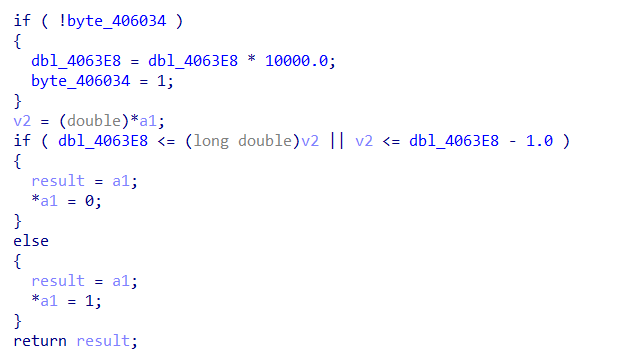 if ( !byte_406034 )
{
  dbl_4063E8 = dbl_4063E8 * 10000.0;
  byte_406034 = 1;
}
v2 = (double)*a1;
if ( dbl_4063E8 <= (long double)v2 || v2 <= dbl_4063E8 - 1.0 )
{
  result = a1;
  *a1 = 0;
}
else
{
  result = a1;
  *a1 = 1;
}
return result;